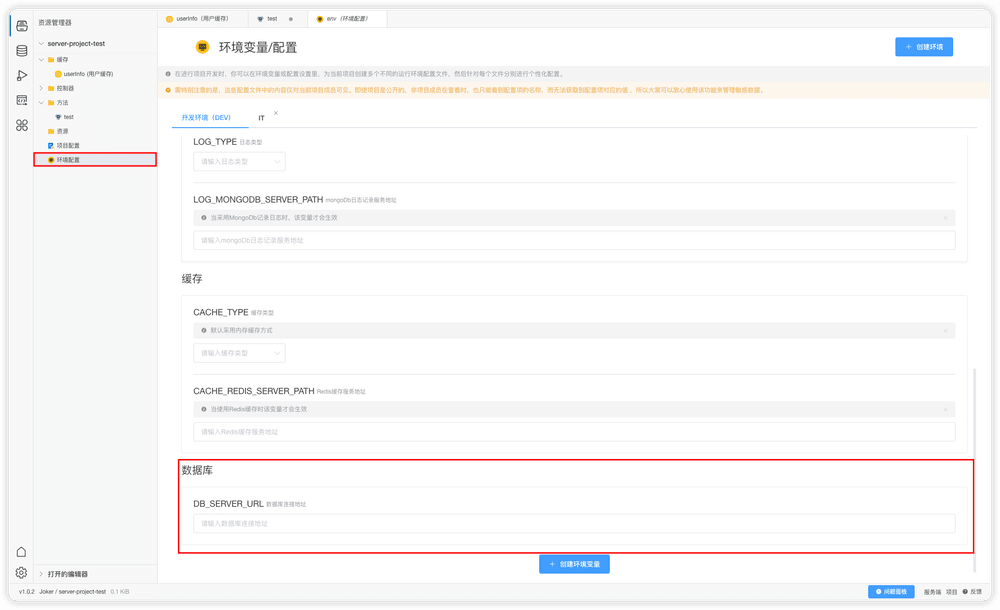 资源管理器
server-project-test
缓存
userInfo (用户缓存)
控制器
方法
test
资源
项目配置
环境配置
打开的编辑器
userInfo (用户缓存)
test
env (环境配置)
环境变量/配置
+ 创建环境
在进行项目开发时，你可以在环境变量或配置设置里，为当前项目创建多个不同的运行环境配置文件，然后针对每个文件分别进行个性化配置。
需特别注意的是，这些配置文件中的内容仅对当前项目成员可见。即使项目是公开的，非项目成员在查看时，也只能看到配置项的名称，而无法获取到配置项对应的值，所以大家可以放心使用该功能来管理敏感数据。
开发环境 (DEV)
IT
LOG_TYPE 日志类型
请输入日志类型
LOG_MONGODB_SERVER_PATH mongoDb日志记录服务地址
当采用MongoDb记录日志时，该变量才会生效
请输入mongoDb日志记录服务地址
缓存
CACHE_TYPE 缓存类型
默认采用内存缓存方式
请输入缓存类型
CACHE_REDIS_SERVER_PATH Redis缓存服务地址
当使用Redis缓存时该变量才会生效
请输入Redis缓存服务地址
数据库
DB_SERVER_URL 数据库连接地址
请输入数据库连接地址
+ 创建环境变量
v1.0.2 Joker / server-project-test 0.1 KiB
问题面板 服务端 项目 反馈